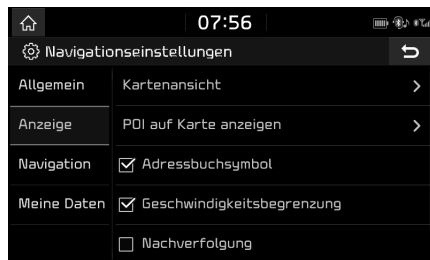 07:56
Navigationseinstellungen
Allgemein
Kartenansicht
Anzeige
POI auf Karte anzeigen
Navigation
Adressbuchsymbol
Meine Daten
Geschwindigkeitsbegrenzung
Nachverfolgung